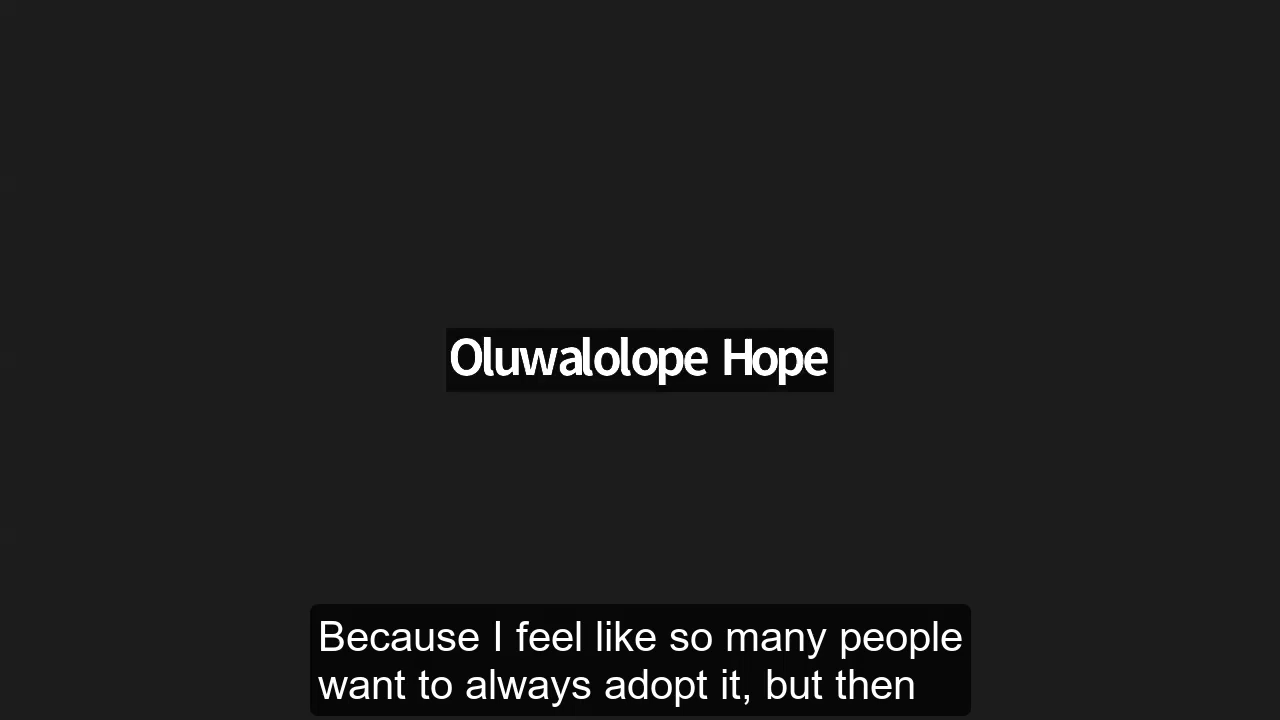 Oluwalolope Hope
Because I feel like so many people
want to always adopt it, but then